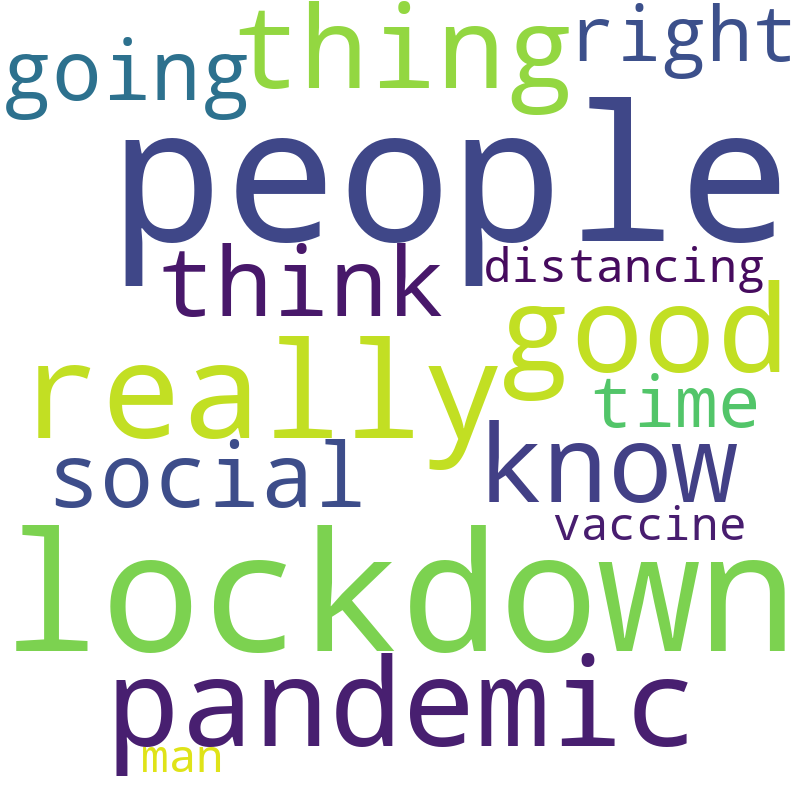 going thing right
people
think distancing
good
really time
social know
vaccine
lockdown
pandemic
man